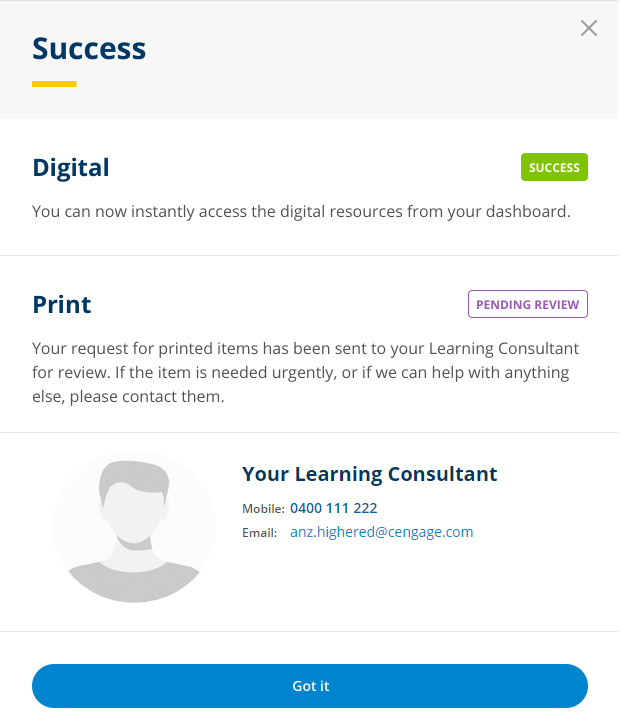 Success
Digital
SUCCESS
You can now instantly access the digital resources from your dashboard.
Print
PENDING REVIEW
Your request for printed items has been sent to your Learning Consultant
for review. If the item is needed urgently, or if we can help with anything
else, please contact them.
Your Learning Consultant
Mobile: 0400 111 222
Email: anz.highered@cengage.com
Got it